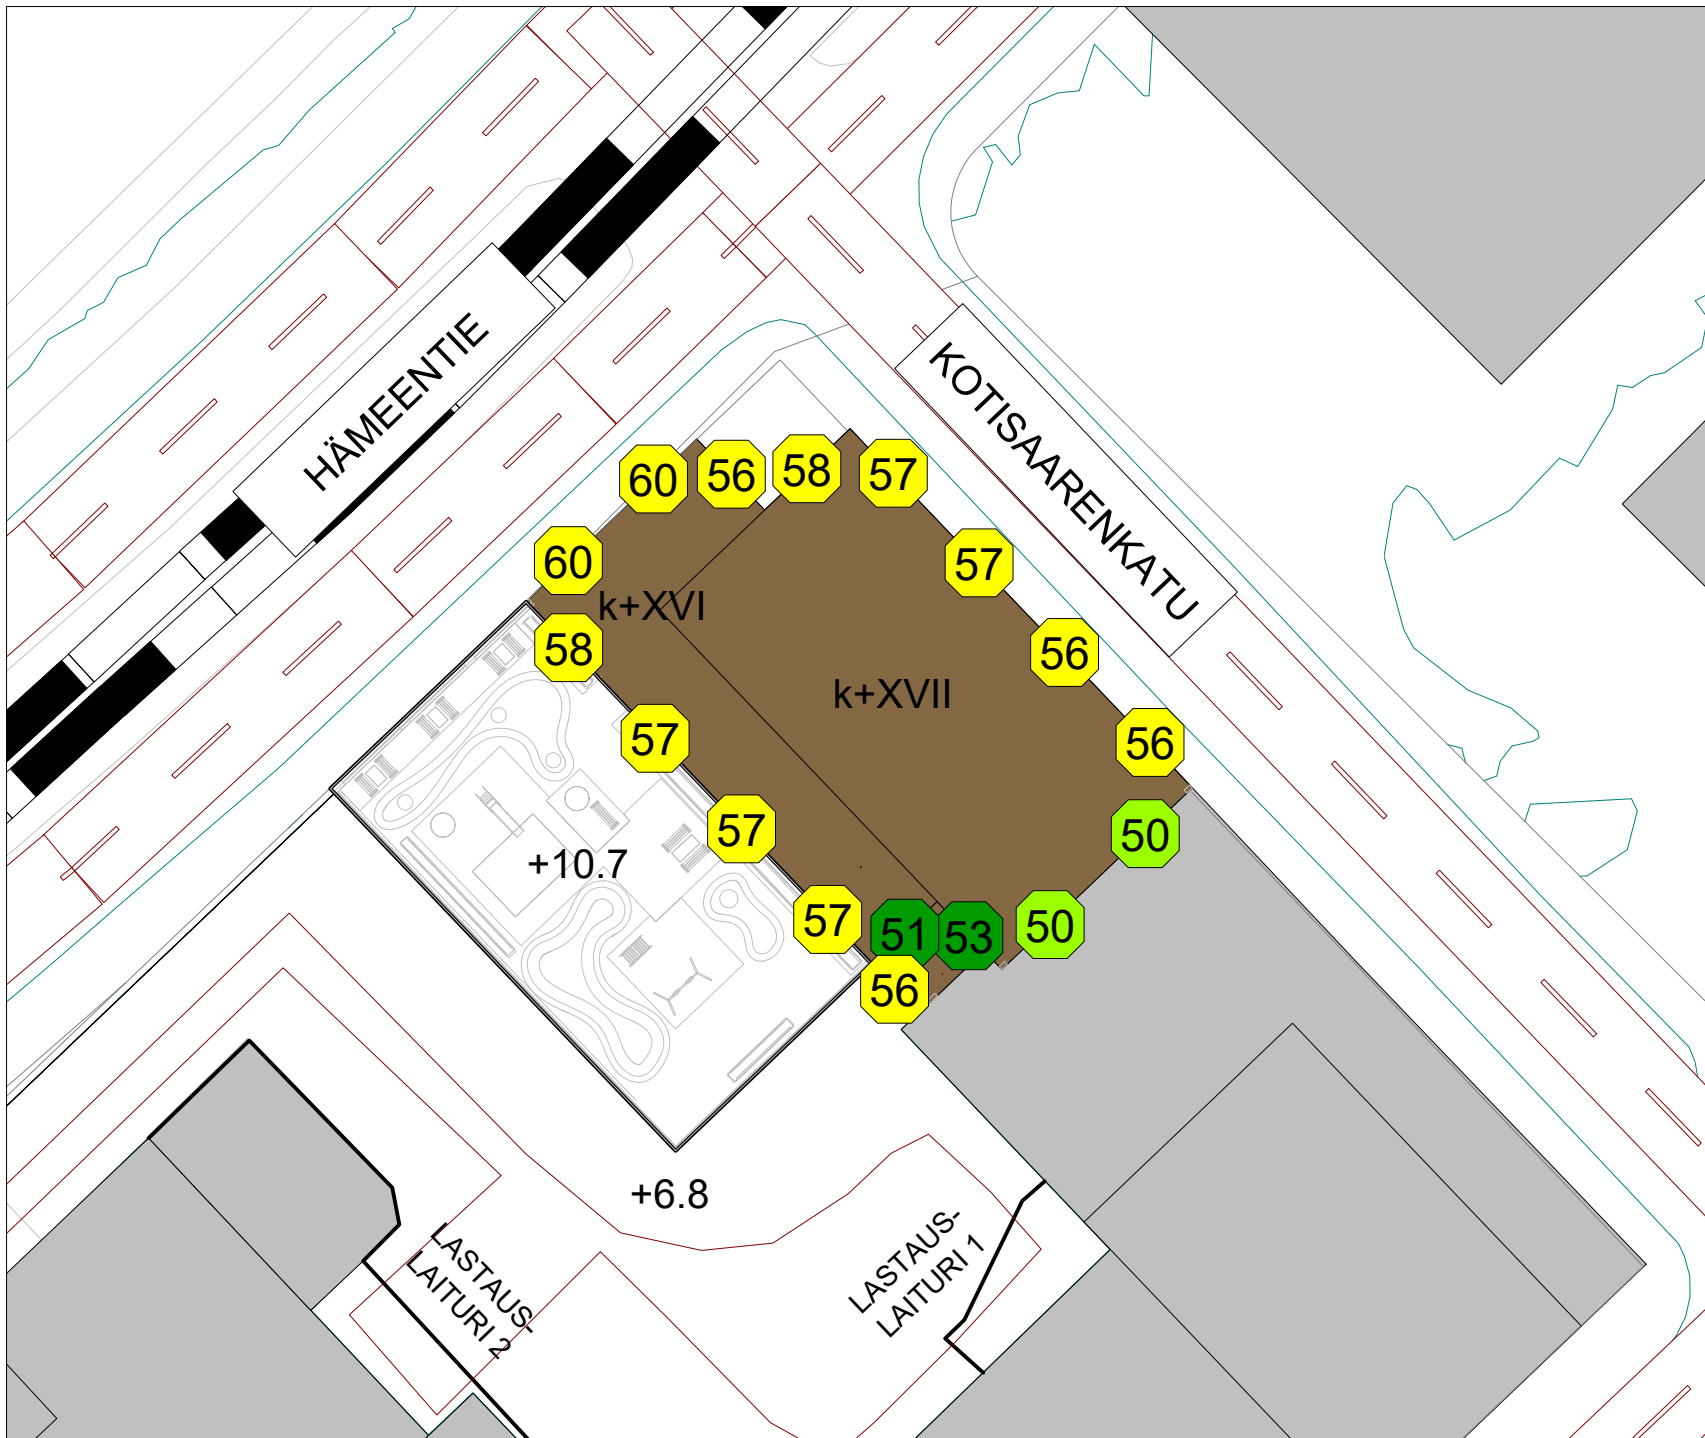 HÄMEENTIE
KOTISAARENKATU
60
56
58
57
60
57
k+XVI
58
56
k+XVII
57
56
57
50
+10.7
57
51
53
50
56
+6.8
LASTAUS-
LAITURI 2
LASTAUS-
LAITURI 1